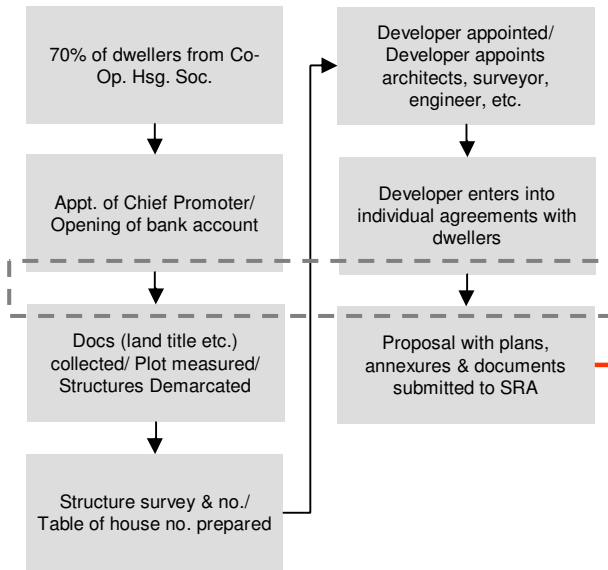 70% of dwellers from Co-
Op. Hsg. Soc.
Appt. of Chief Promoter/
Opening of bank account
Docs (land title etc.)
collected/ Plot measured/
Structures Demarcated
Structure survey & no./
Table of house no. prepared
Developer appointed/
Developer appoints
architects, surveyor,
engineer, etc.
Developer enters into
individual agreements with
dwellers
Proposal with plans,
annexures & documents
submitted to SRA